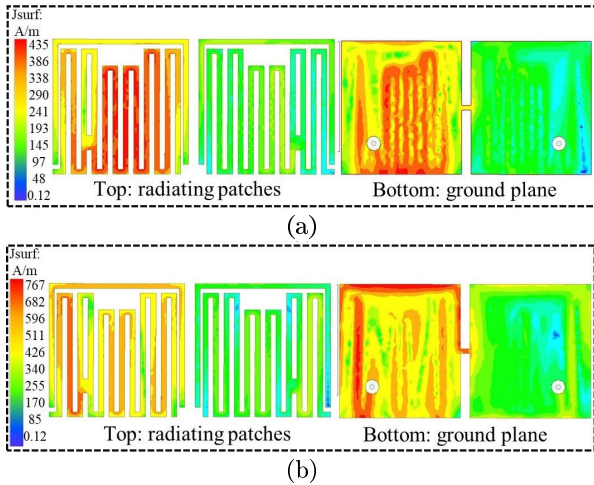 Jsurf:
A/m
435
386
338
290
241
193
145
97
48
0.12
Top: radiating patches
Bottom: ground plane
(a)
Jsurf:
A/m
767
682
596
511
426
340
255
170
85
0.12
Top: radiating patches
Bottom: ground plane
(b)